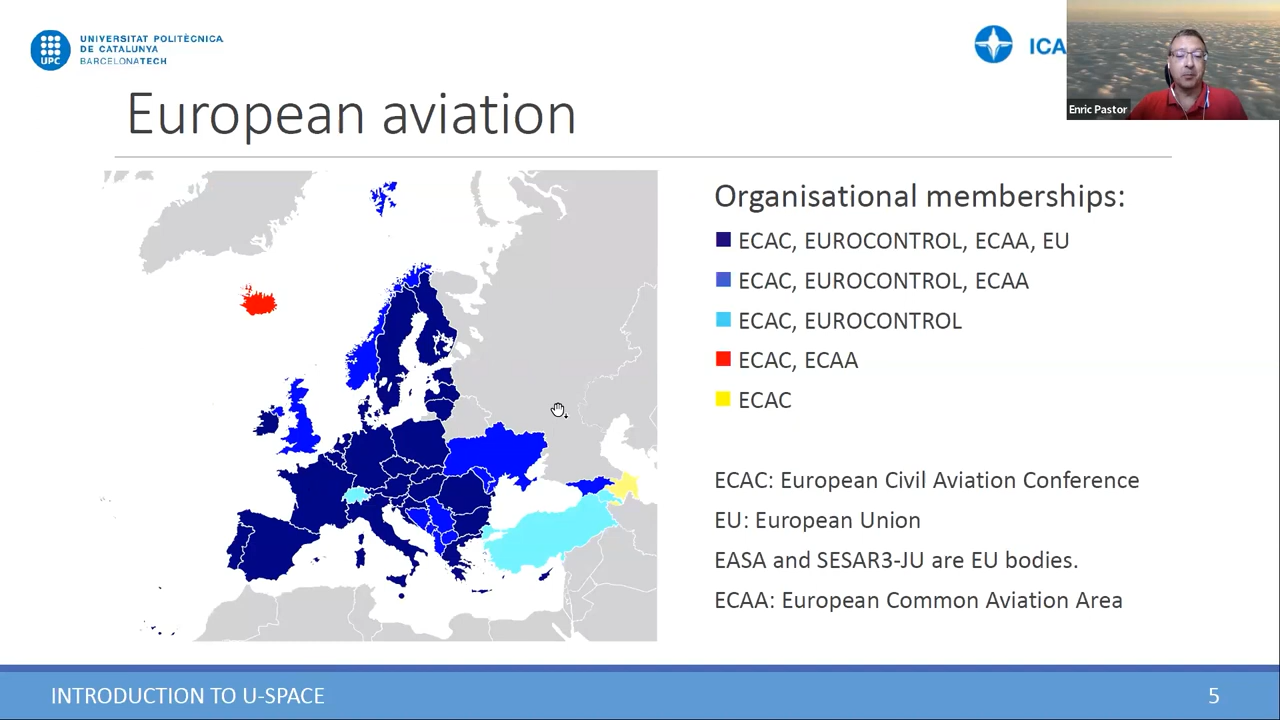 UNIVERSITAT POLITÈCNICA
DE CATALUNYA
BARCELONATECH
UPC
ICA
Enric Pastor
European aviation
Organisational memberships:
ECAC, EUROCONTROL, ECAA, EU
ECAC, EUROCONTROL, ECAA
ECAC, EUROCONTROL
ECAC, ECAA
ECAC
ECAC: European Civil Aviation Conference
EU: European Union
EASA and SESAR3-JU are EU bodies.
ECAA: European Common Aviation Area
INTRODUCTION TO U-SPACE
5